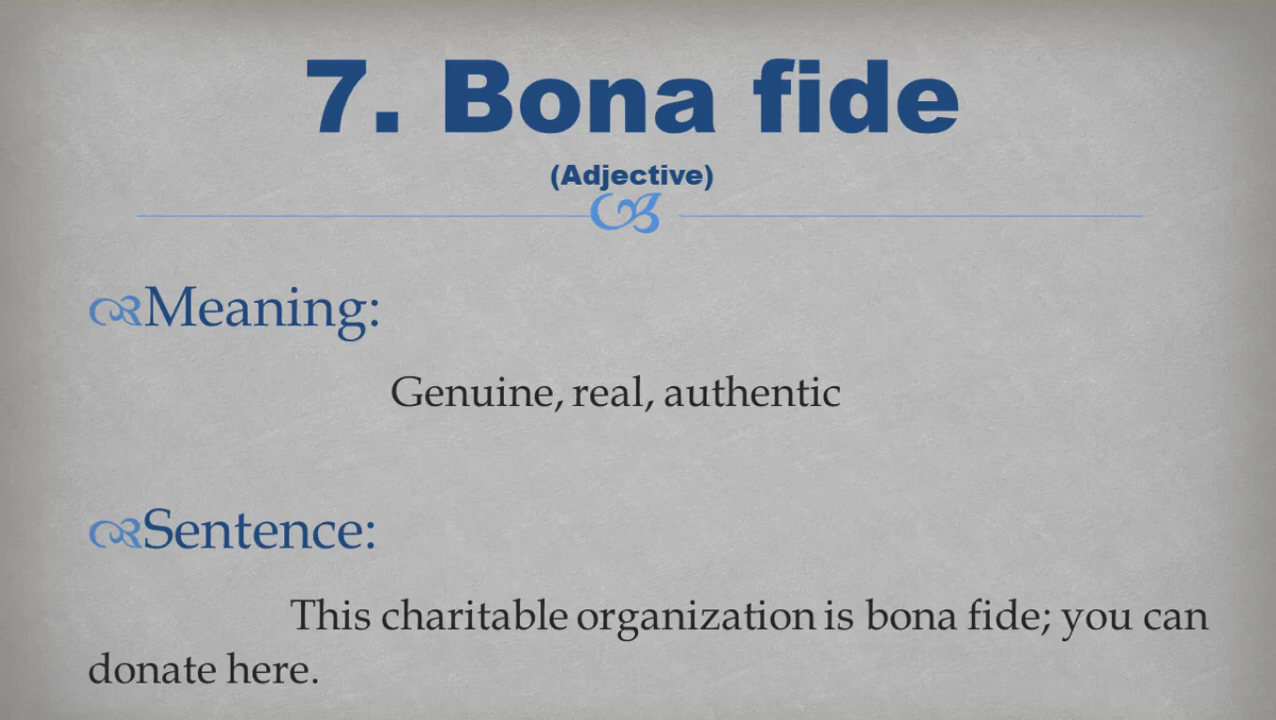 7. Bona fide
(Adjective)
Meaning:
Genuine, real, authentic
Sentence:
This charitable organization is bona fide; you can
donate here.